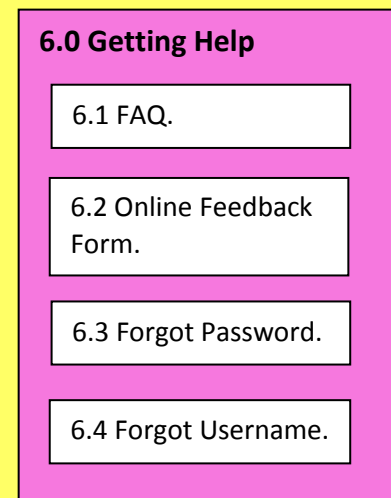 6.0 Getting Help
6.1 FAQ.
6.2 Online Feedback
Form.
6.3 Forgot Password.
6.4 Forgot Username.